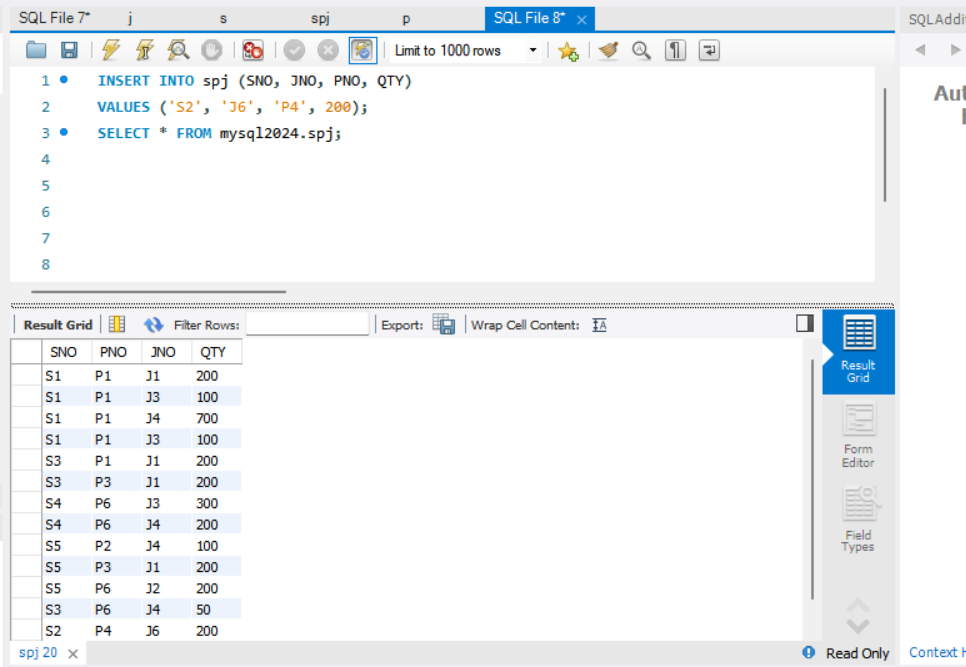 SQL File 7* j s spj p SQL File 8* × SQLAddi
Limit to 1000 rows
1 INSERT INTO spj (SNO, JNO, PNO, QTY)
2 VALUES ('S2', 'J6', 'P4', 200);
3 SELECT * FROM mysql2024.spj;
4
5
6
7
8
Aut
Result Grid Filter Rows: Export: Wrap Cell Content: IA
SNO PNO JNO QTY
S1 P1 J1 200
S1 P1 J3 100
S1 P1 J4 700
S1 P1 J3 100
S3 P1 J1 200
S3 P3 J1 200
S4 P6 J3 300
S4 P6 J4 200
S5 P2 J4 100
S5 P3 J1 200
S5 P6 J2 200
S3 P6 J4 50
S2 P4 J6 200
Result
Grid
Form
Editor
Field
Types
spj 20 × Read Only Context H